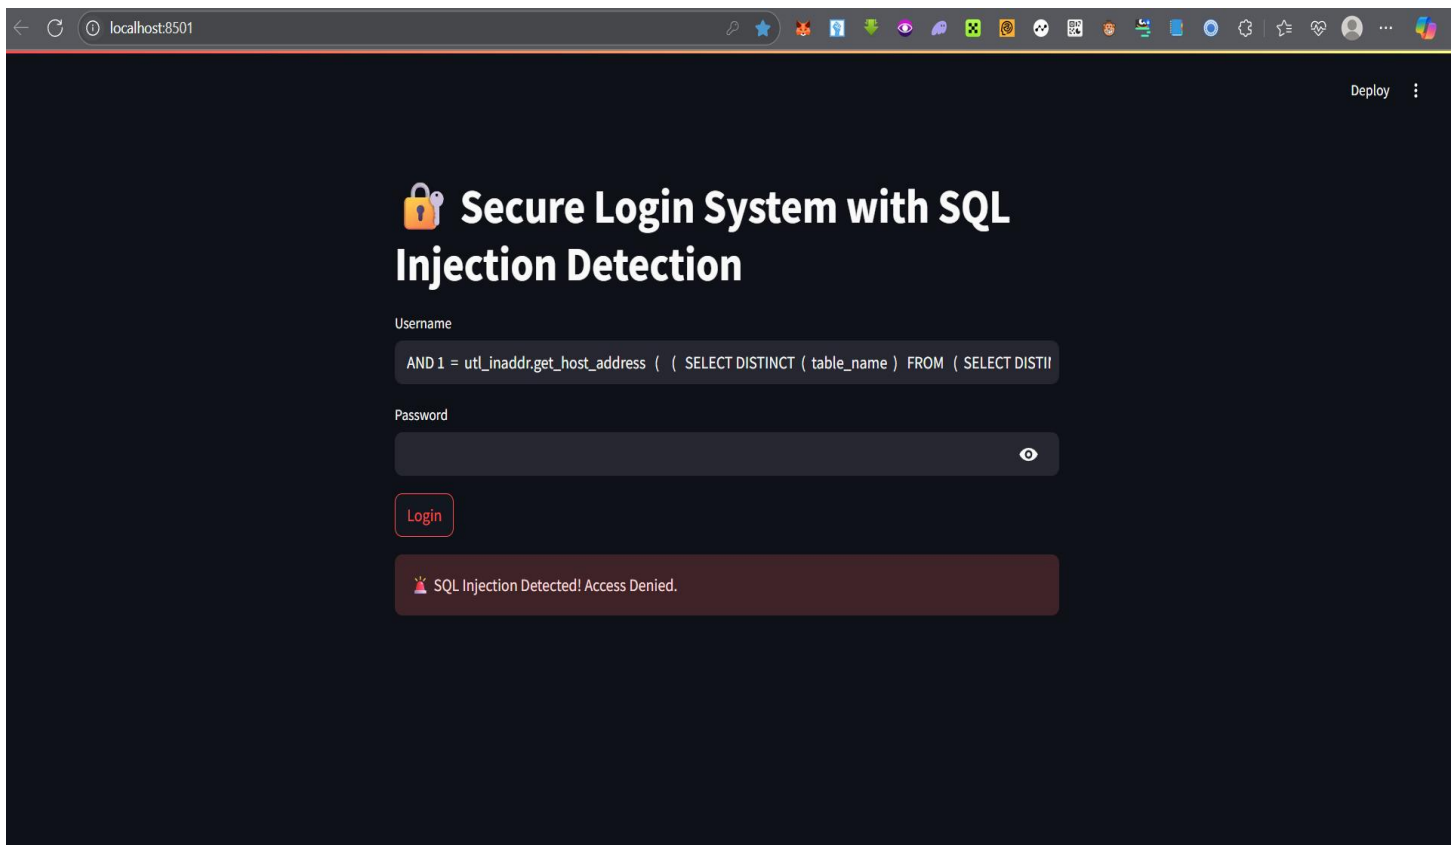 localhost:8501
Deploy
🔐 Secure Login System with SQL
Injection Detection
Username
AND 1 = utl_inaddr.get_host_address ( ( SELECT DISTINCT ( table_name ) FROM ( SELECT DISTI
Password
Login
🚨 SQL Injection Detected! Access Denied.